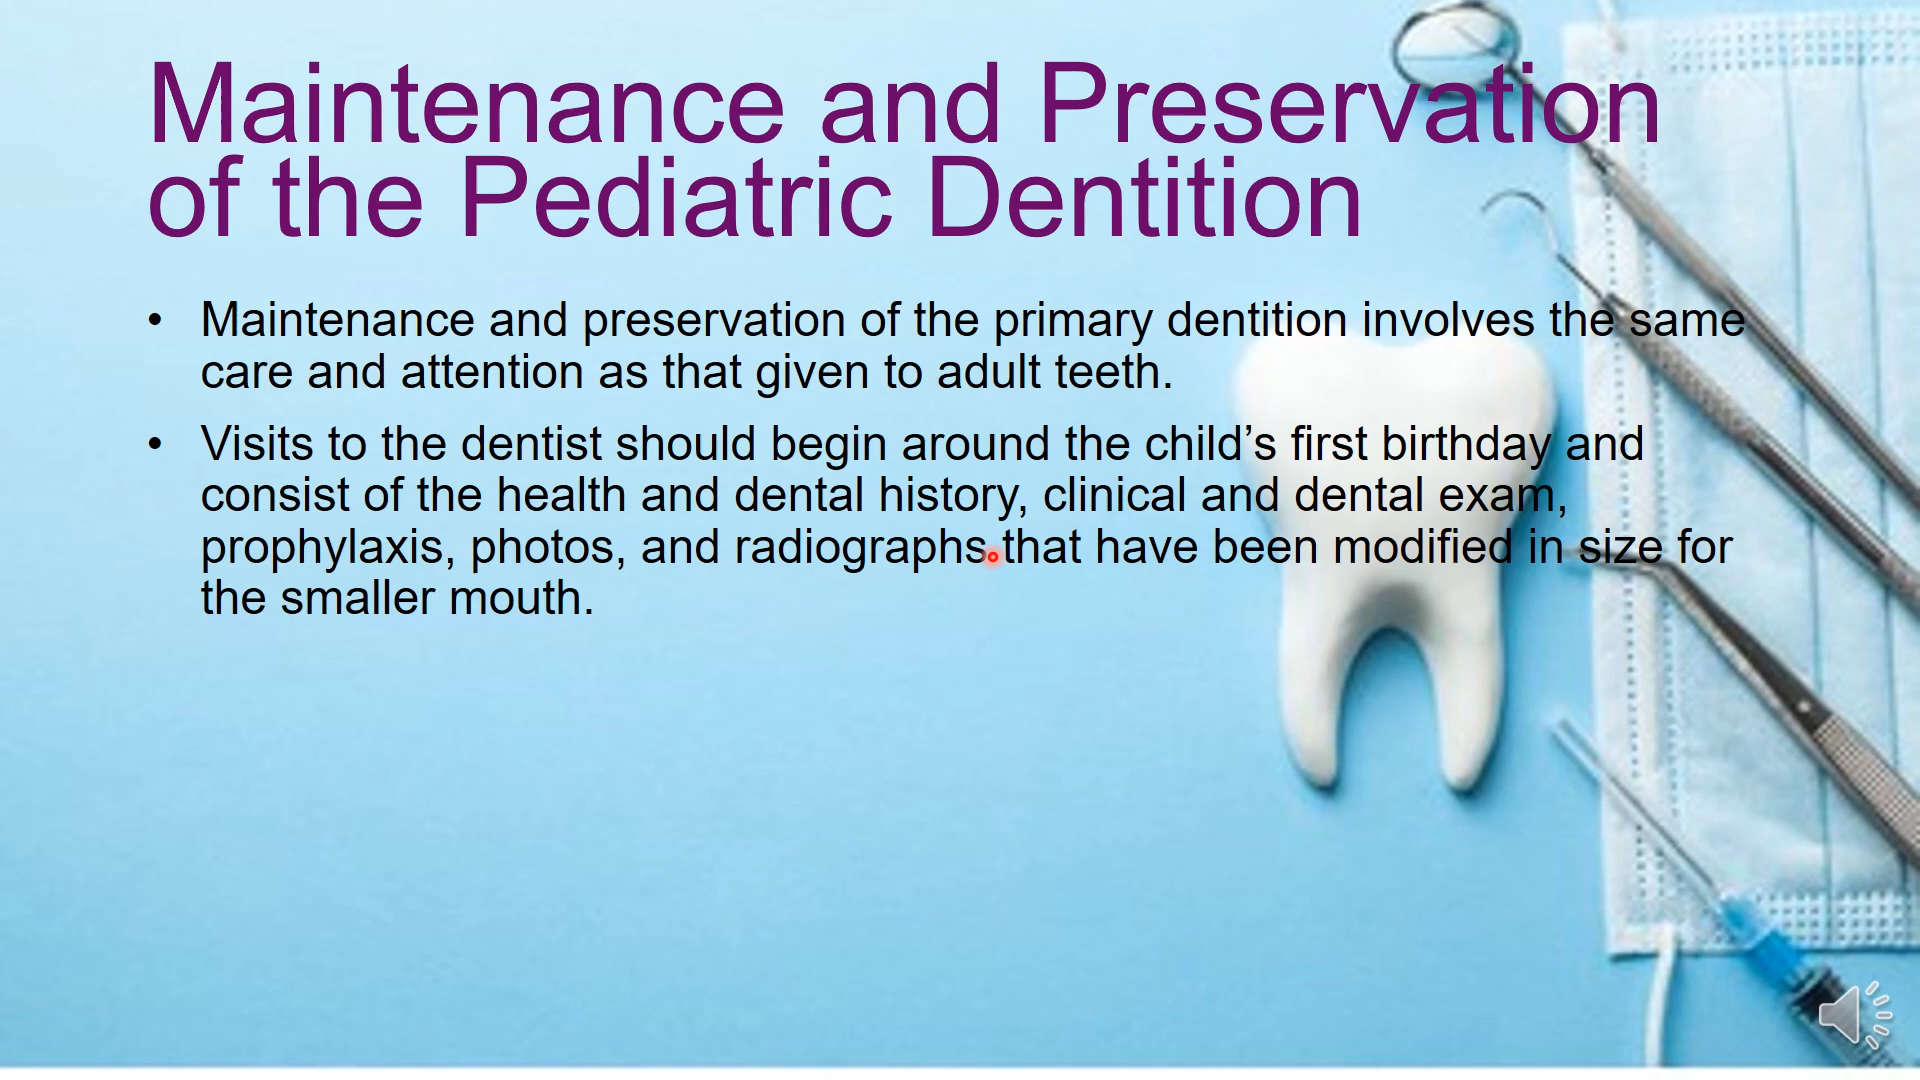 Maintenance and Preservation
of the Pediatric Dentition
• Maintenance and preservation of the primary dentition involves the same
care and attention as that given to adult teeth.
• Visits to the dentist should begin around the child’s first birthday and
consist of the health and dental history, clinical and dental exam,
prophylaxis, photos, and radiographs that have been modified in size for
the smaller mouth.